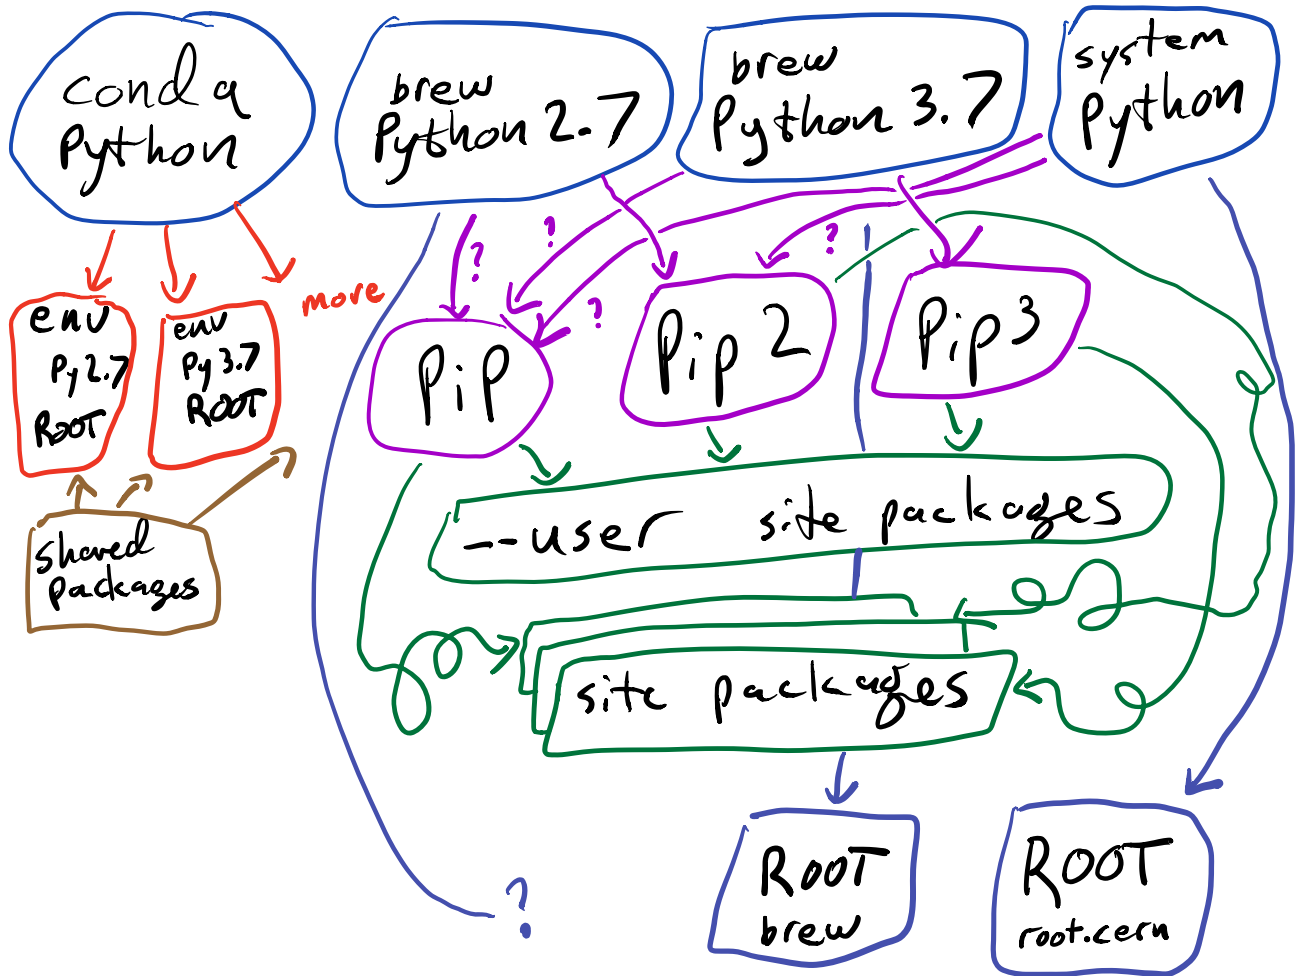 conda
Python
brew
Python 2.7
brew
Python 3.7
system
Python
?
?
?
?
more
env
Py 2.7
ROOT
env
Py 3.7
ROOT
PiP
Pip 2
Pip 3
shared
packages
--user site packages
site packages
?
ROOT
brew
ROOT
root.cern